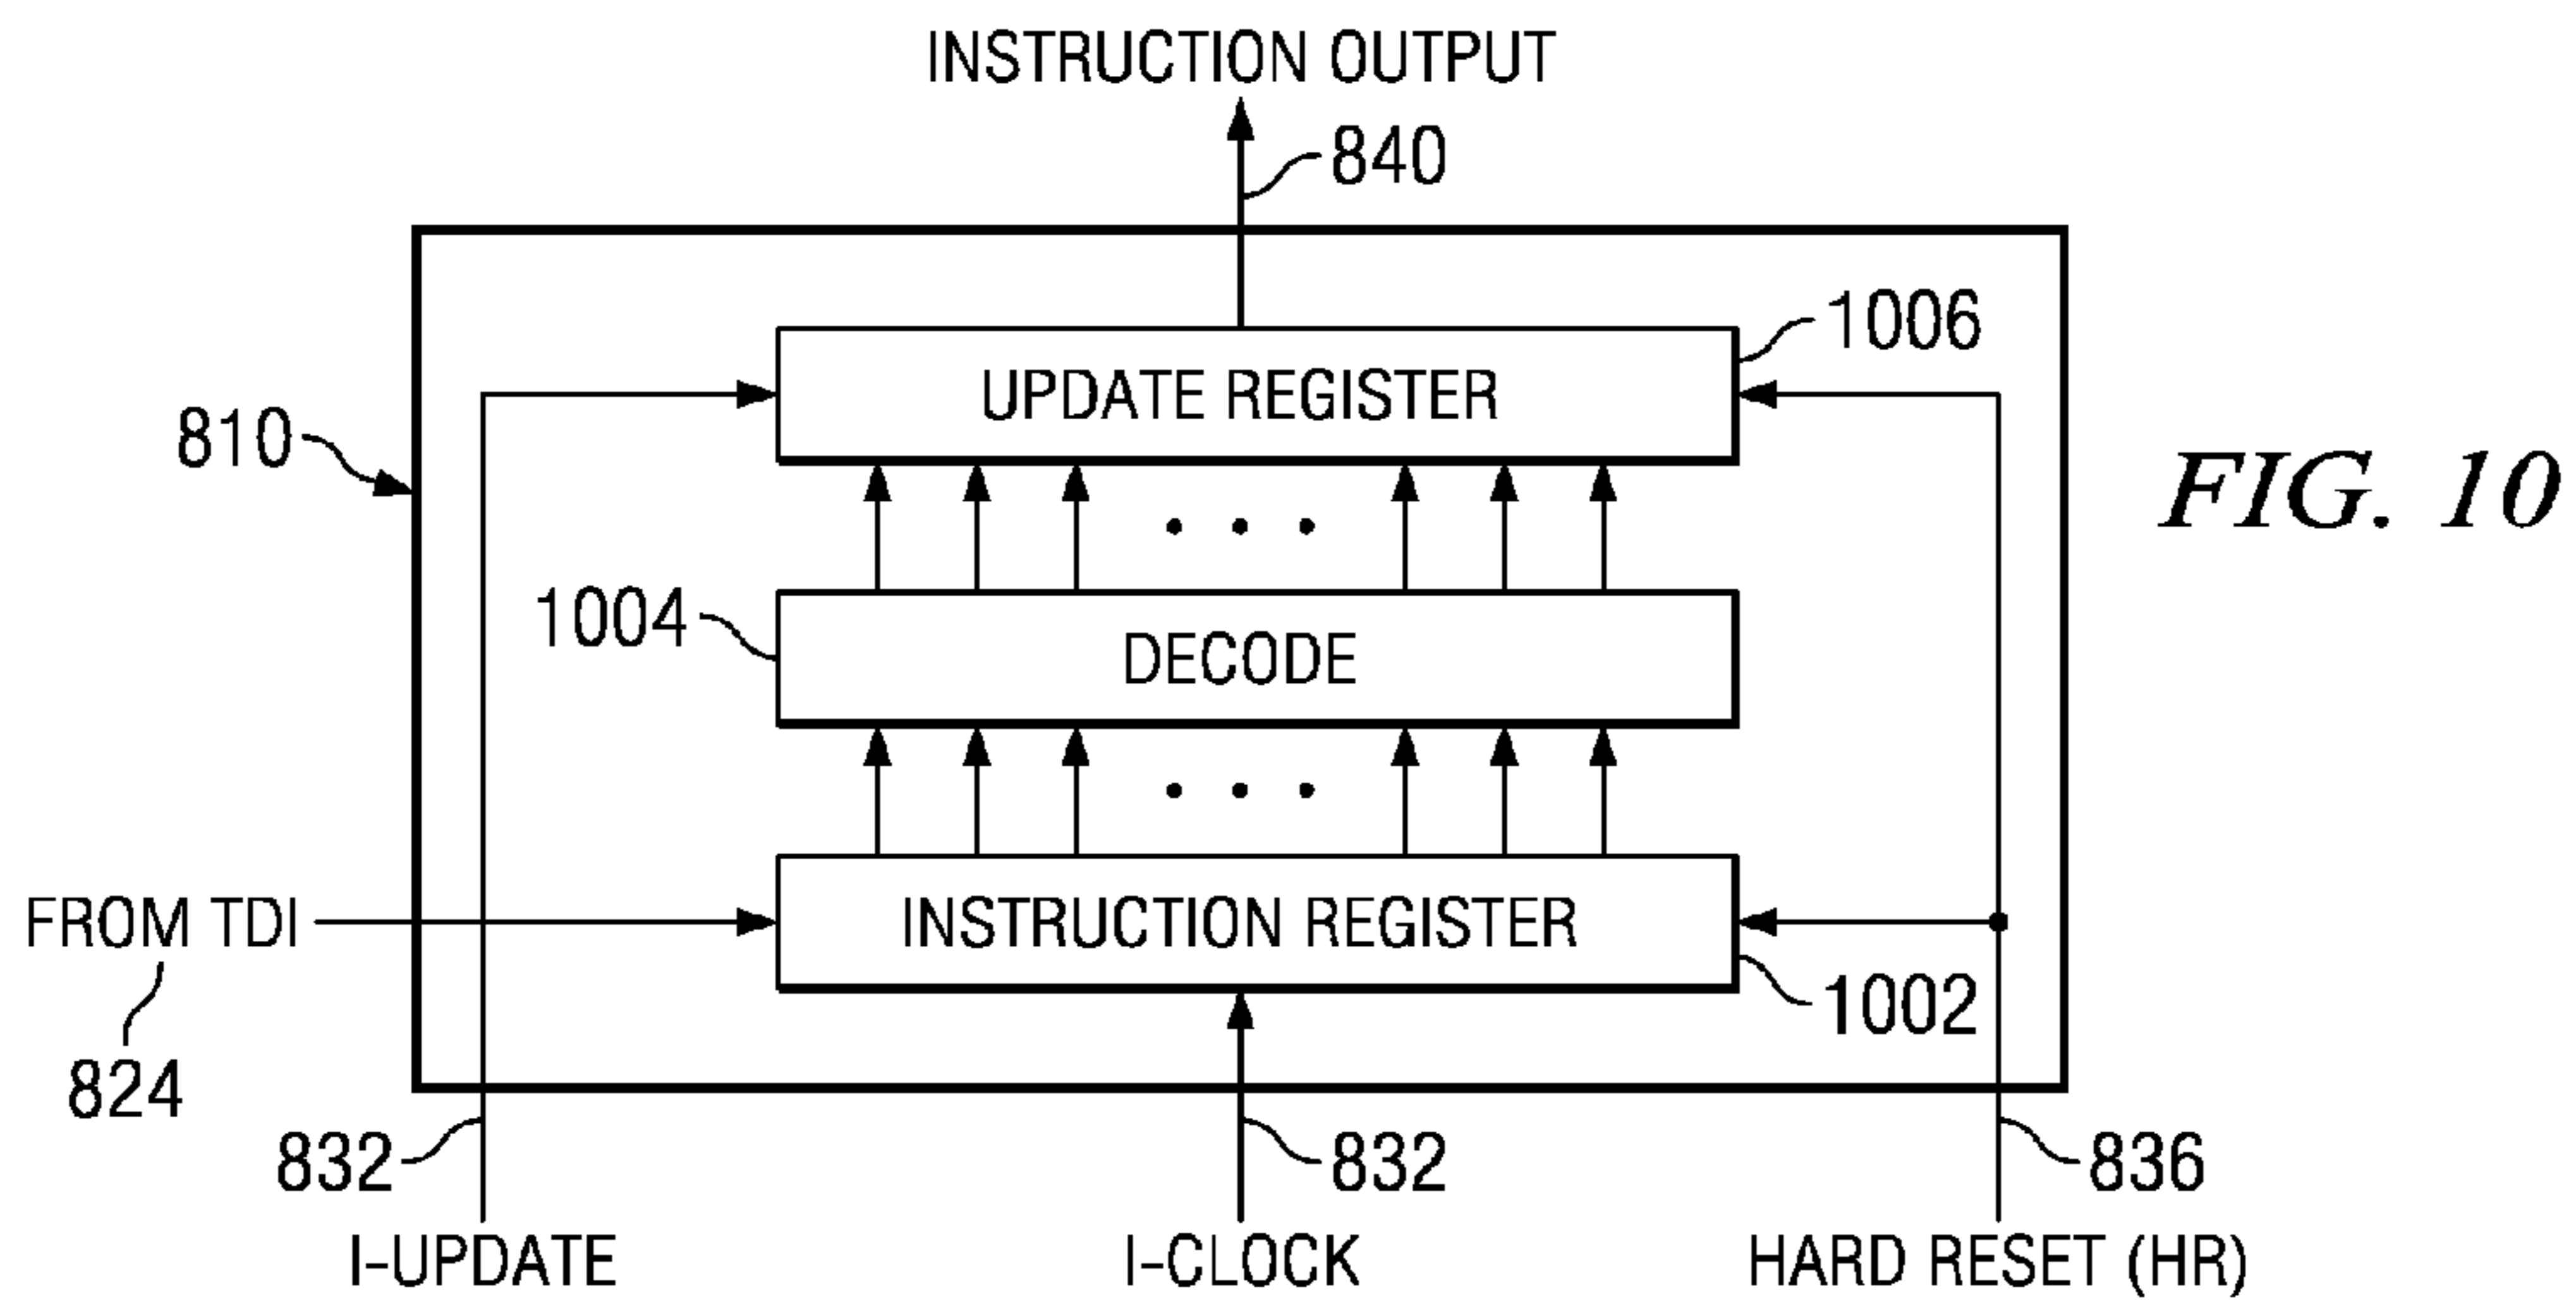 INSTRUCTION OUTPUT
840
1006
UPDATE REGISTER
810
FIG. 10
1004
DECODE
FROM TDI
INSTRUCTION REGISTER
1002
824
832
832
836
I-UPDATE
I-CLOCK
HARD RESET (HR)